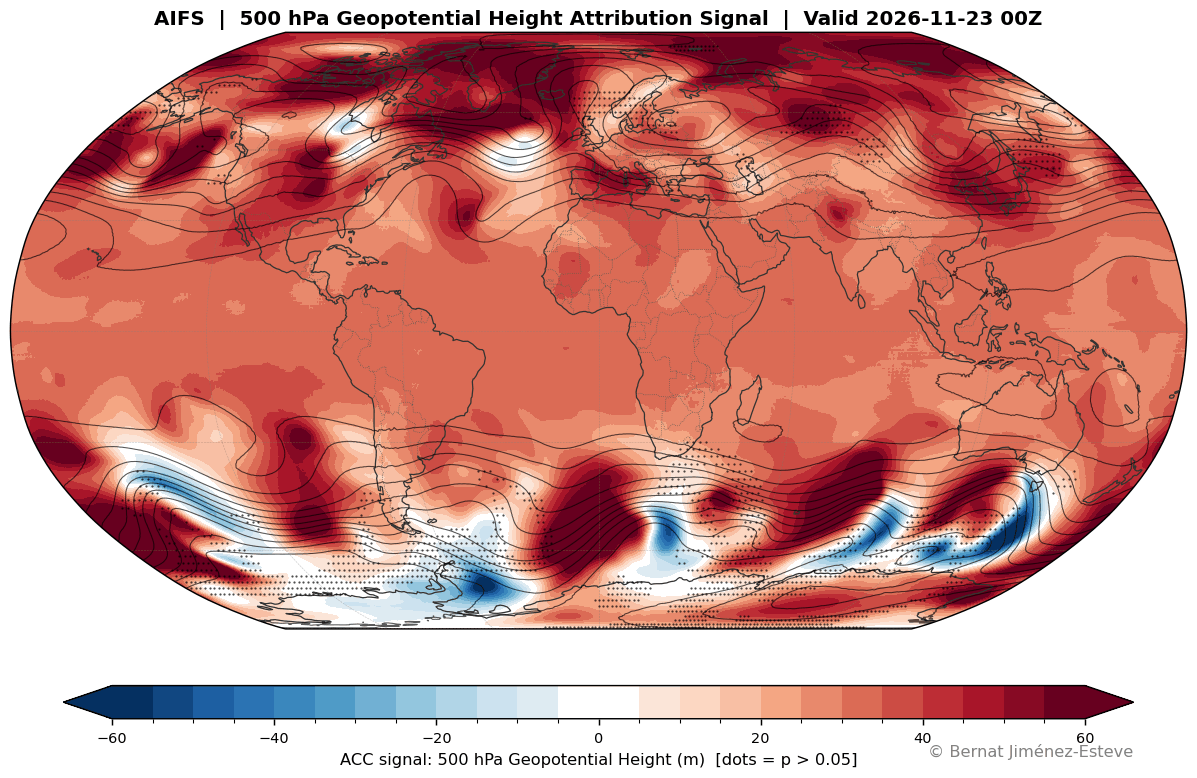 AIFS | 500 hPa Geopotential Height Attribution Signal | Valid 2026-11-23 00Z
−60 −40 −20 0 20 40 60
ACC signal: 500 hPa Geopotential Height (m) [dots = p > 0.05]
© Bernat Jiménez-Esteve